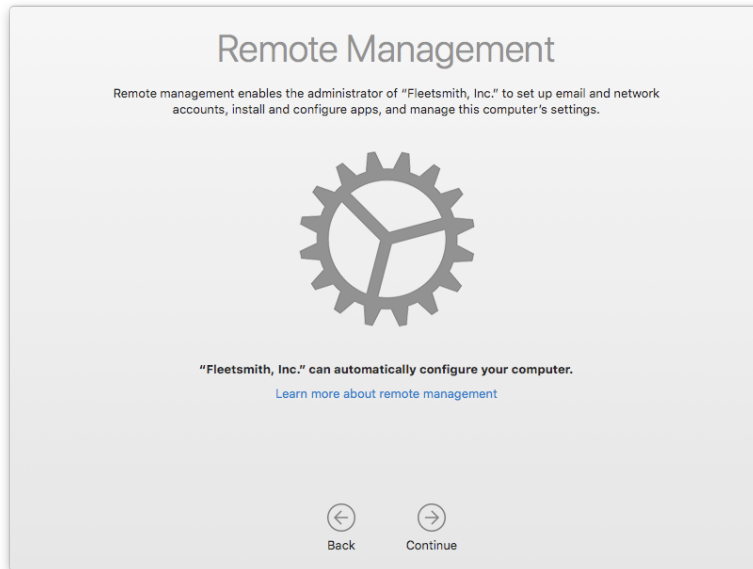 Remote Management
Remote management enables the administrator of “Fleetsmith, Inc.” to set up email and network
accounts, install and configure apps, and manage this computer’s settings.
“Fleetsmith, Inc.” can automatically configure your computer.
Learn more about remote management
Back
Continue